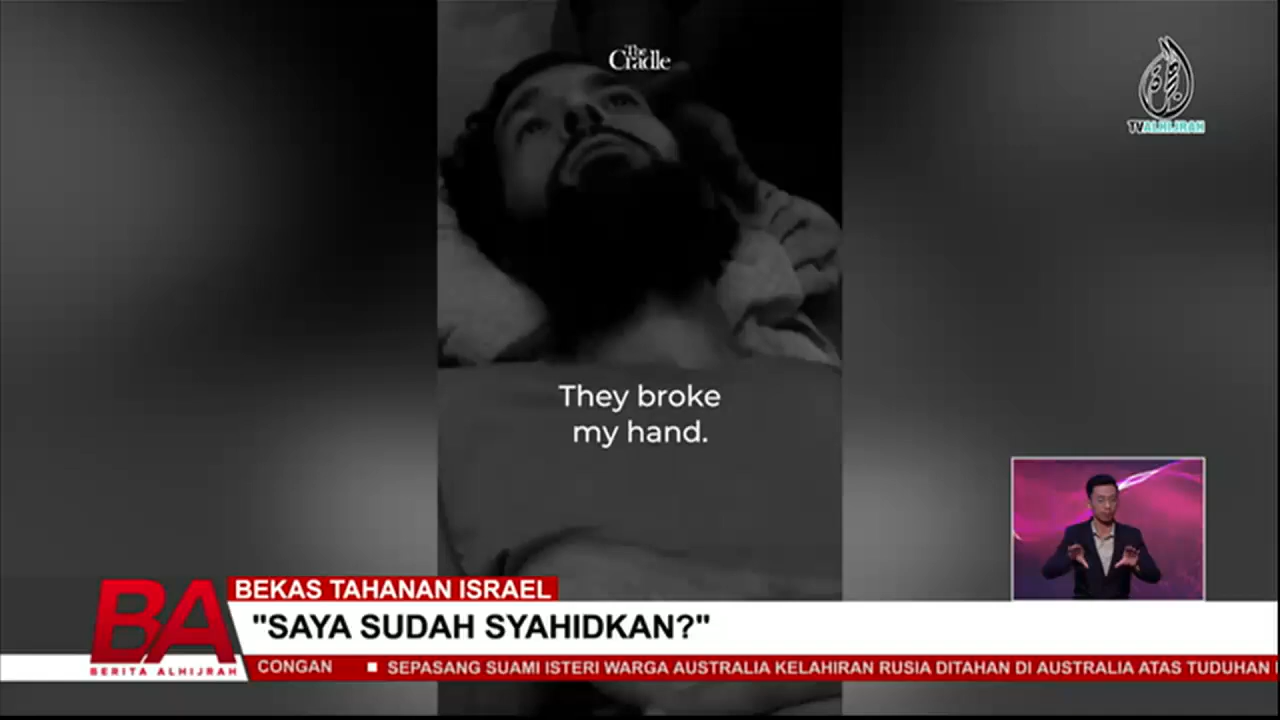 The
Cradle
TV ALHIJRAH
They broke
my hand.
BEKAS TAHANAN ISRAEL
"SAYA SUDAH SYAHIDKAN?"
BA
BERITA ALHIJRAH
CONGAN ■ SEPASANG SUAMI ISTERI WARGA AUSTRALIA KELAHIRAN RUSIA DITAHAN DI AUSTRALIA ATAS TUDUHAN